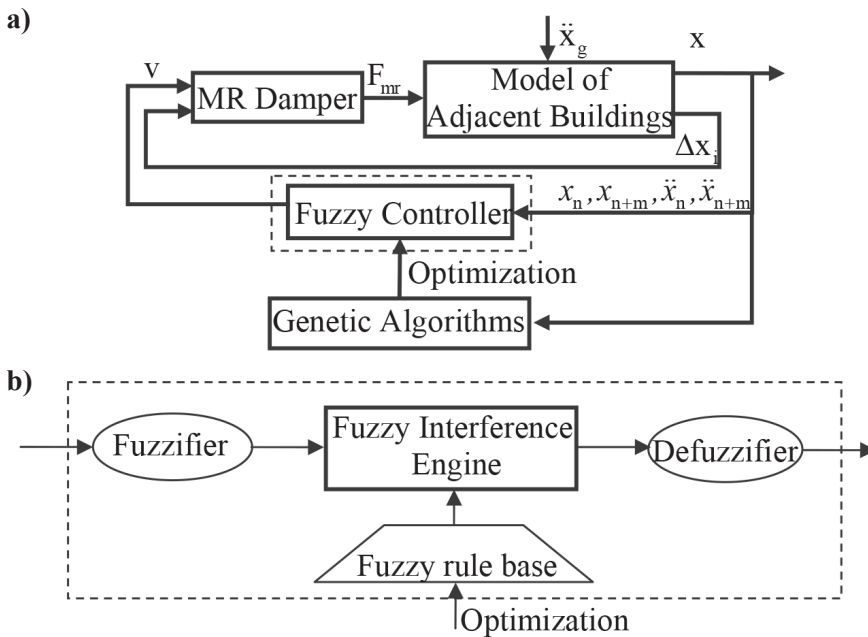 a)
ẍg
x
v
Fmr
MR Damper
Model of
Adjacent Buildings
Δxi
xn, xn+m, ẍn, ẍn+m
Fuzzy Controller
Optimization
Genetic Algorithms
b)
Fuzzifier
Fuzzy Interference
Engine
Defuzzifier
Fuzzy rule base
Optimization